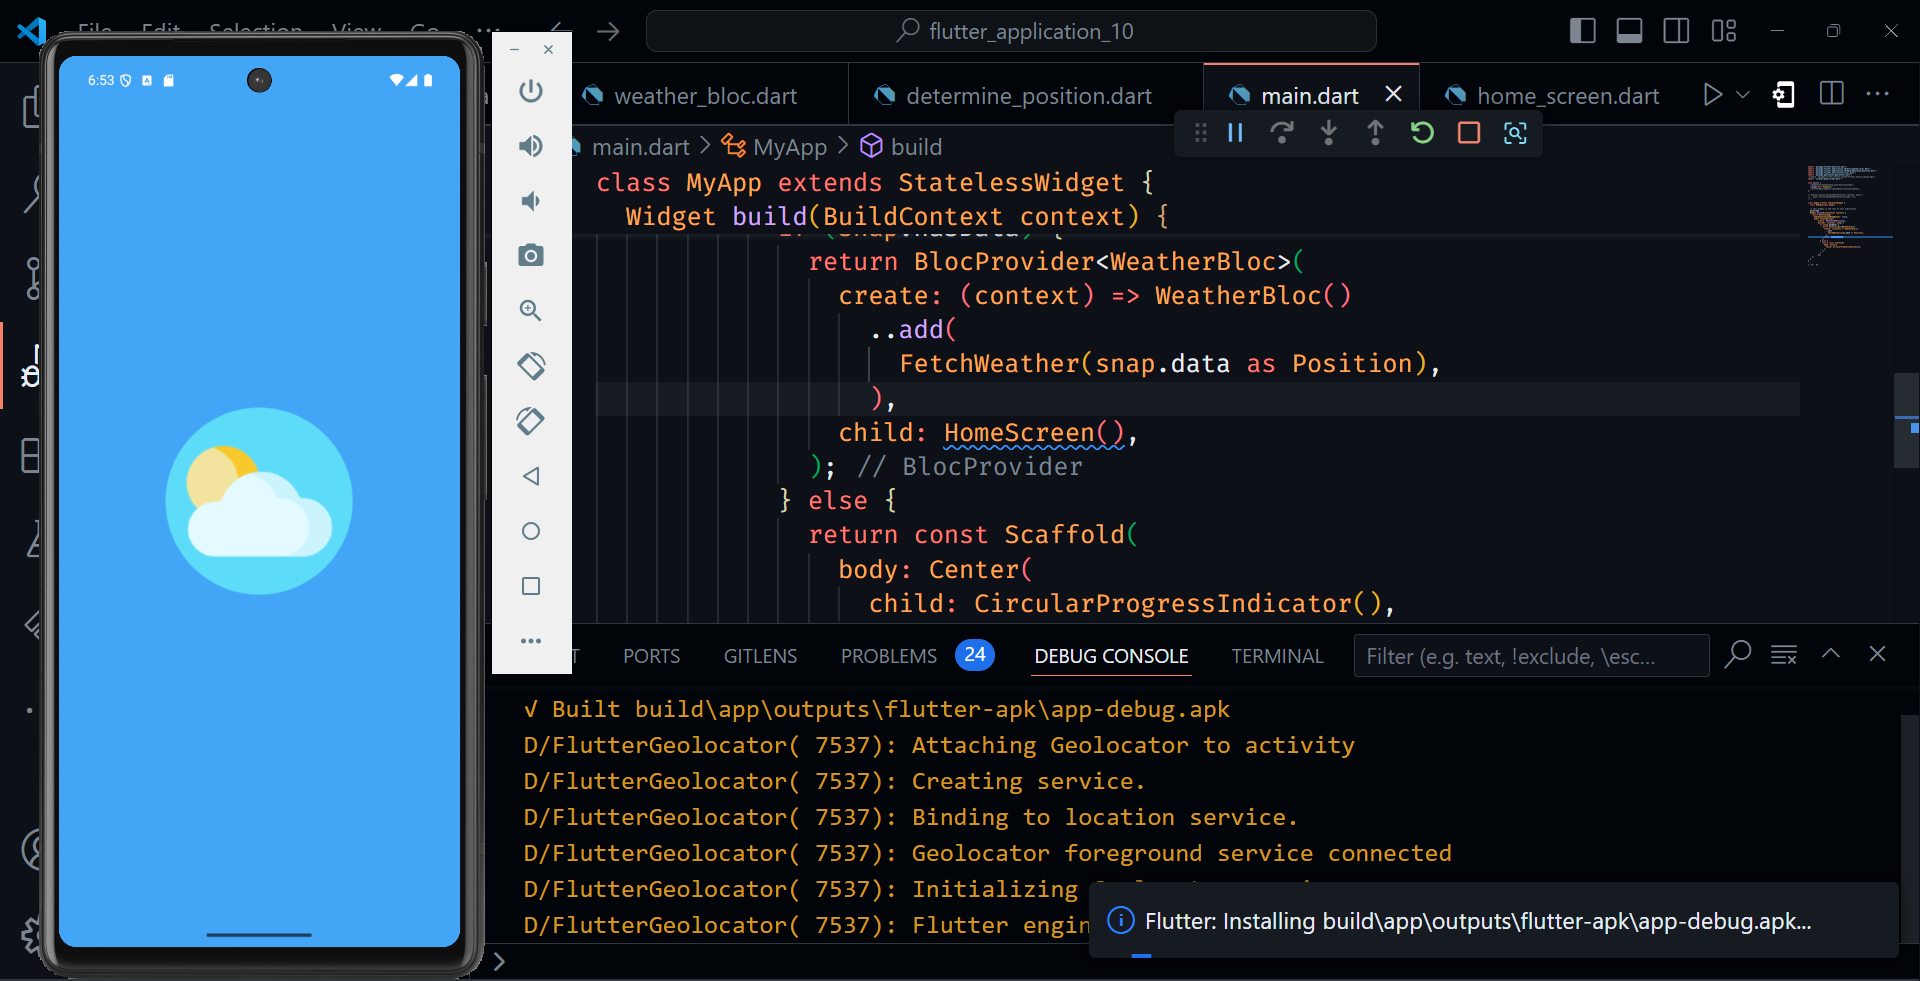 File Edit Selection View Go
flutter_application_10
6:53
weather_bloc.dart
determine_position.dart
main.dart
home_screen.dart
main.dart > MyApp > build
class MyApp extends StatelessWidget {
Widget build(BuildContext context) {
return BlocProvider<WeatherBloc>(
create: (context) => WeatherBloc()
..add(
FetchWeather(snap.data as Position),
),
child: HomeScreen(),
); // BlocProvider
} else {
return const Scaffold(
body: Center(
child: CircularProgressIndicator(),
T PORTS GITLENS PROBLEMS 24 DEBUG CONSOLE TERMINAL Filter (e.g. text, !exclude, \esc...
√ Built build\app\outputs\flutter-apk\app-debug.apk
D/FlutterGeolocator( 7537): Attaching Geolocator to activity
D/FlutterGeolocator( 7537): Creating service.
D/FlutterGeolocator( 7537): Binding to location service.
D/FlutterGeolocator( 7537): Geolocator foreground service connected
D/FlutterGeolocator( 7537): Initializing
D/FlutterGeolocator( 7537): Flutter engin
Flutter: Installing build\app\outputs\flutter-apk\app-debug.apk...